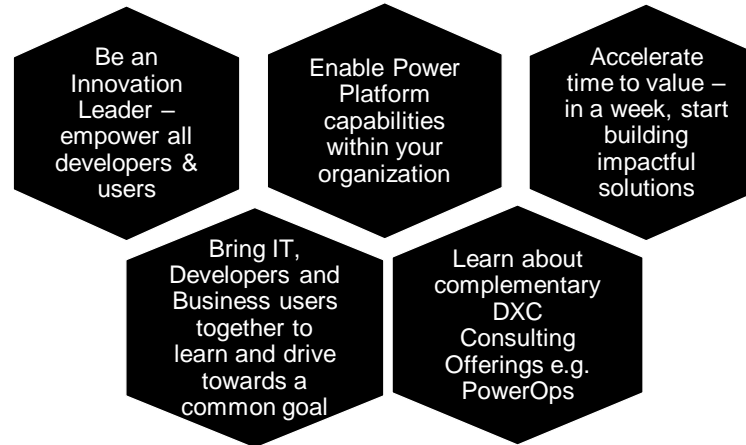 Be an
Innovation
Leader –
empower all
developers &
users
Enable Power
Platform
capabilities
within your
organization
Accelerate
time to value –
in a week, start
building
impactful
solutions
Bring IT,
Developers and
Business users
together to
learn and drive
towards a
common goal
Learn about
complementary
DXC
Consulting
Offerings e.g.
PowerOps